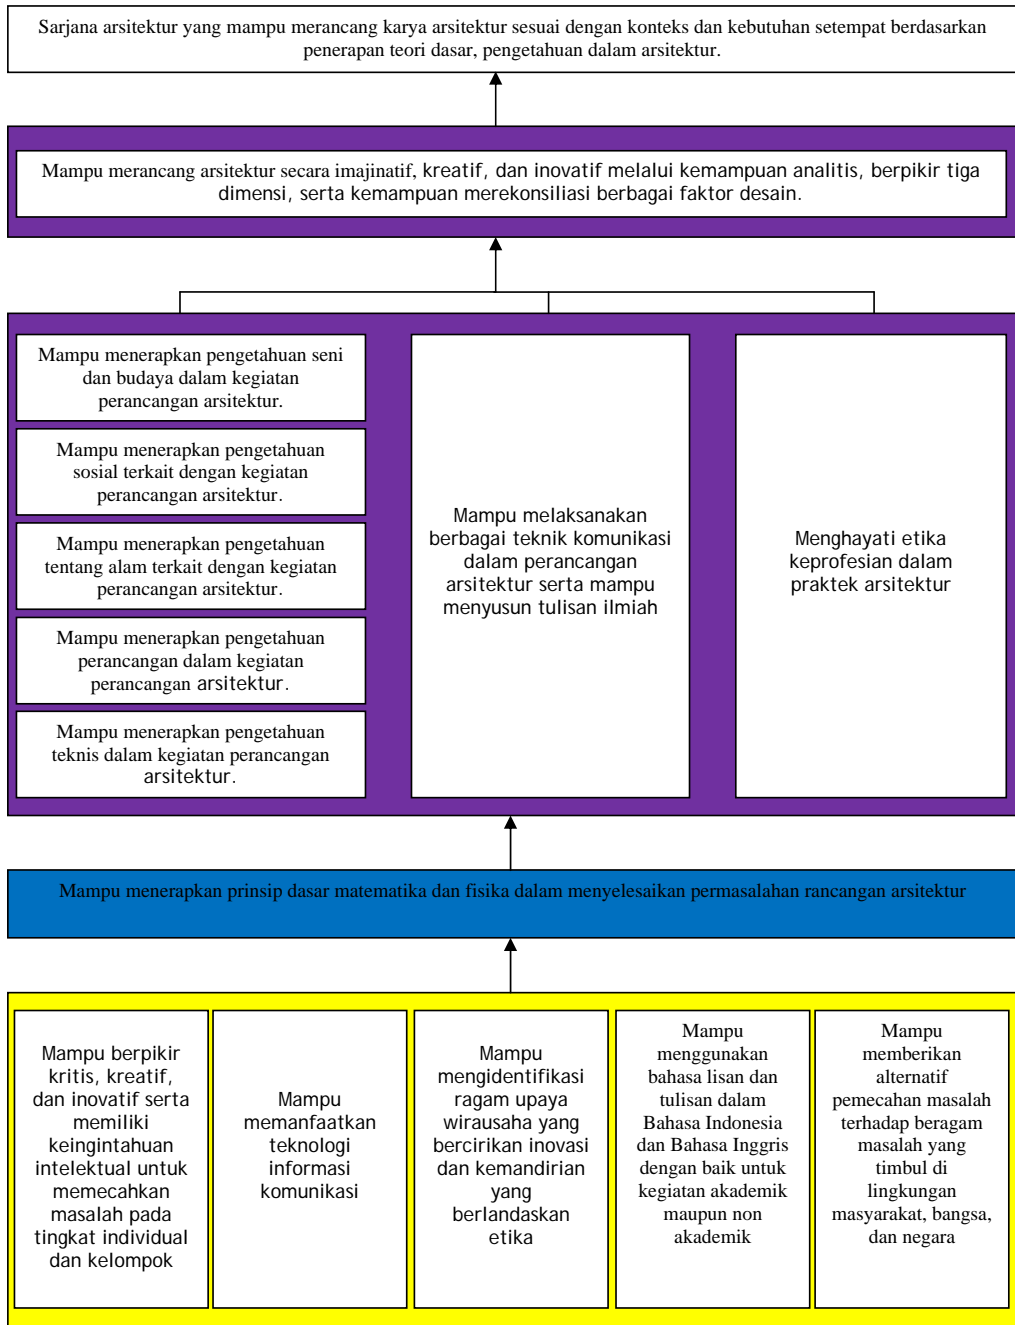 Sarjana arsitektur yang mampu merancang karya arsitektur sesuai dengan konteks dan kebutuhan setempat berdasarkan
penerapan teori dasar, pengetahuan dalam arsitektur.
Mampu merancang arsitektur secara imajinatif, kreatif, dan inovatif melalui kemampuan analitis, berpikir tiga
dimensi, serta kemampuan merekonsiliasi berbagai faktor desain.
Mampu menerapkan pengetahuan seni
dan budaya dalam kegiatan
perancangan arsitektur.
Mampu menerapkan pengetahuan
sosial terkait dengan kegiatan
perancangan arsitektur.
Mampu menerapkan pengetahuan
tentang alam terkait dengan kegiatan
perancangan arsitektur.
Mampu menerapkan pengetahuan
perancangan dalam kegiatan
perancangan arsitektur.
Mampu menerapkan pengetahuan
teknis dalam kegiatan perancangan
arsitektur.
Mampu melaksanakan
berbagai teknik komunikasi
dalam perancangan
arsitektur serta mampu
menyusun tulisan ilmiah
Menghayati etika
keprofesian dalam
praktek arsitektur
Mampu menerapkan prinsip dasar matematika dan fisika dalam menyelesaikan permasalahan rancangan arsitektur
Mampu berpikir
kritis, kreatif,
dan inovatif serta
memiliki
keingintahuan
intelektual untuk
memecahkan
masalah pada
tingkat individual
dan kelompok
Mampu
memanfaatkan
teknologi
informasi
komunikasi
Mampu
mengidentifikasi
ragam upaya
wirausaha yang
bercirikan inovasi
dan kemandirian
yang
berlandaskan
etika
Mampu
menggunakan
bahasa lisan dan
tulisan dalam
Bahasa Indonesia
dan Bahasa Inggris
dengan baik untuk
kegiatan akademik
maupun non
akademik
Mampu
memberikan
alternatif
pemecahan masalah
terhadap beragam
masalah yang
timbul di
lingkungan
masyarakat, bangsa,
dan negara